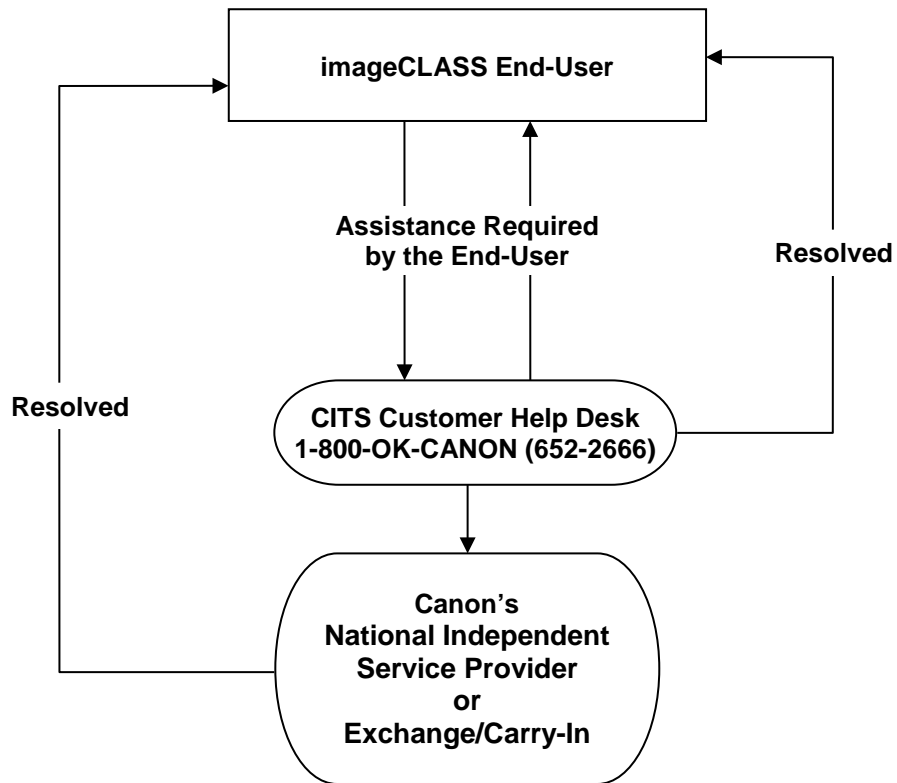 imageCLASS End-User
Assistance Required
by the End-User
Resolved
Resolved
CITS Customer Help Desk
1-800-OK-CANON (652-2666)
Canon’s
National Independent
Service Provider
or
Exchange/Carry-In